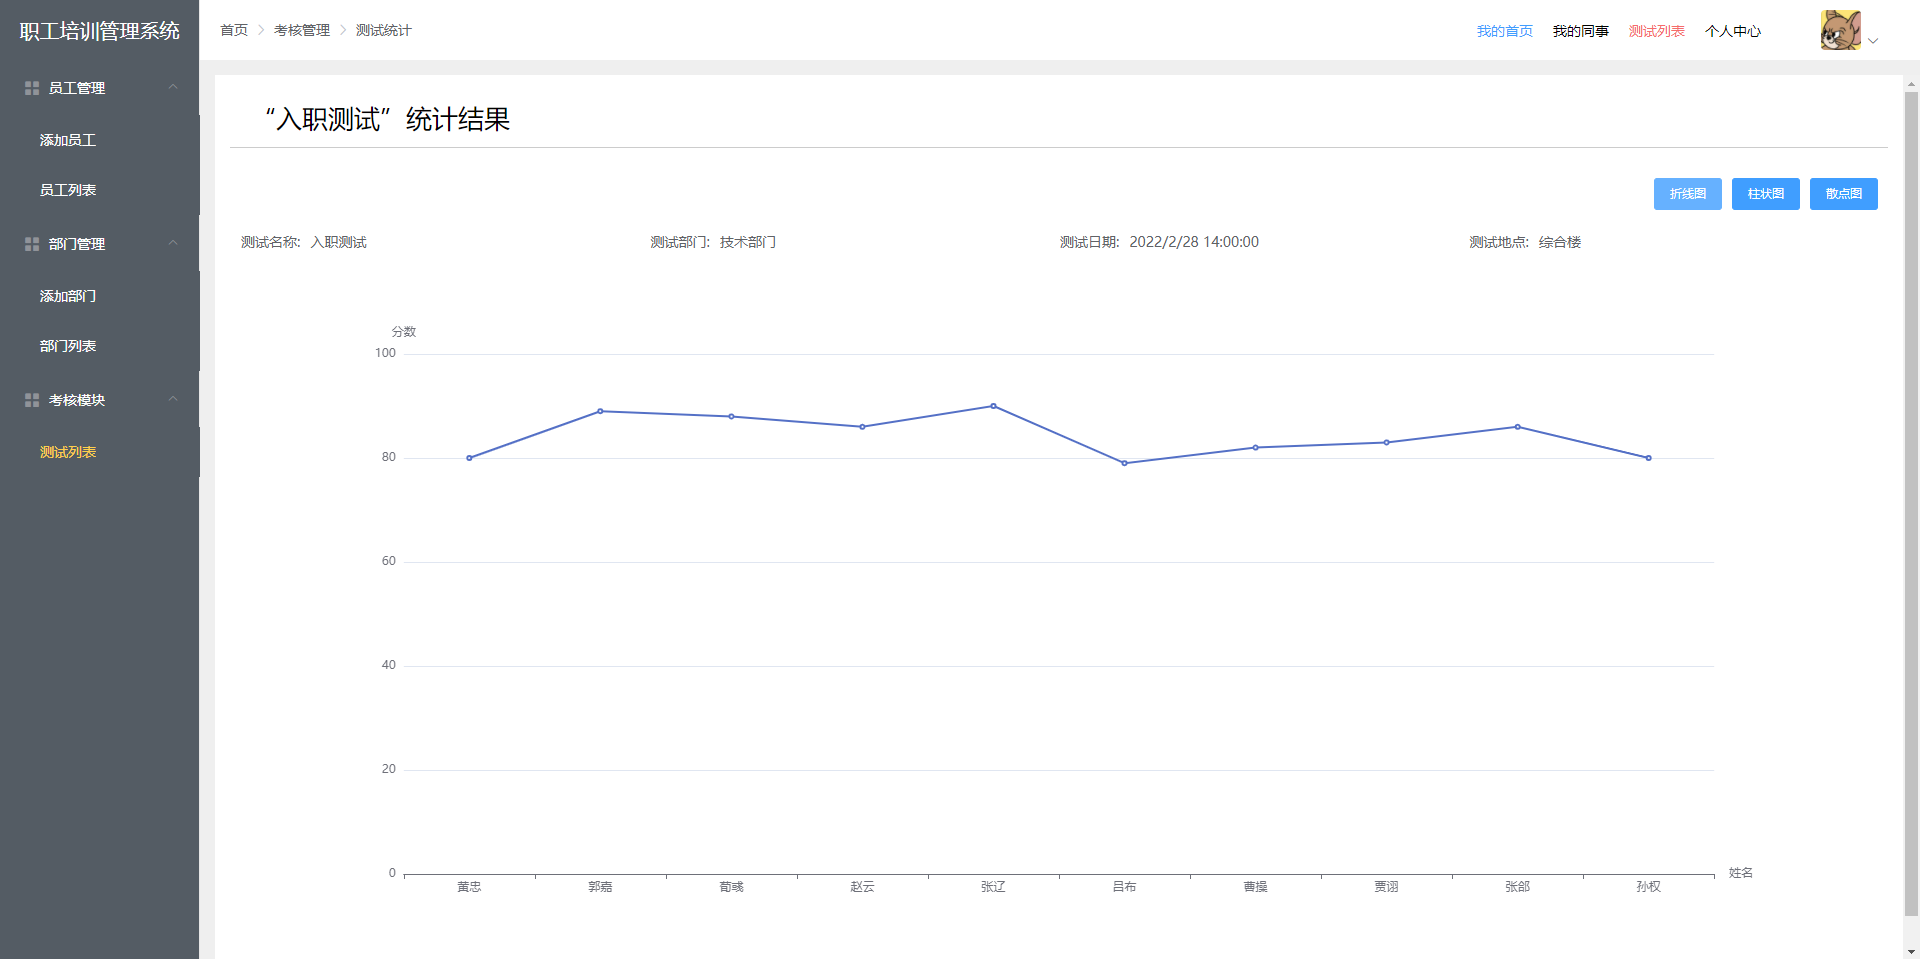 职工培训管理系统
首页
考核管理
测试统计
我的首页
我的同事
测试列表
个人中心
员工管理
添加员工
员工列表
部门管理
添加部门
部门列表
考核模块
测试列表
“入职测试”统计结果
折线图
柱状图
散点图
测试名称: 入职测试
测试部门: 技术部门
测试日期: 2022/2/28 14:00:00
测试地点: 综合楼
分数
100
80
60
40
20
0
黄忠
郭嘉
荀彧
赵云
张辽
吕布
曹操
贾诩
张郃
孙权
姓名